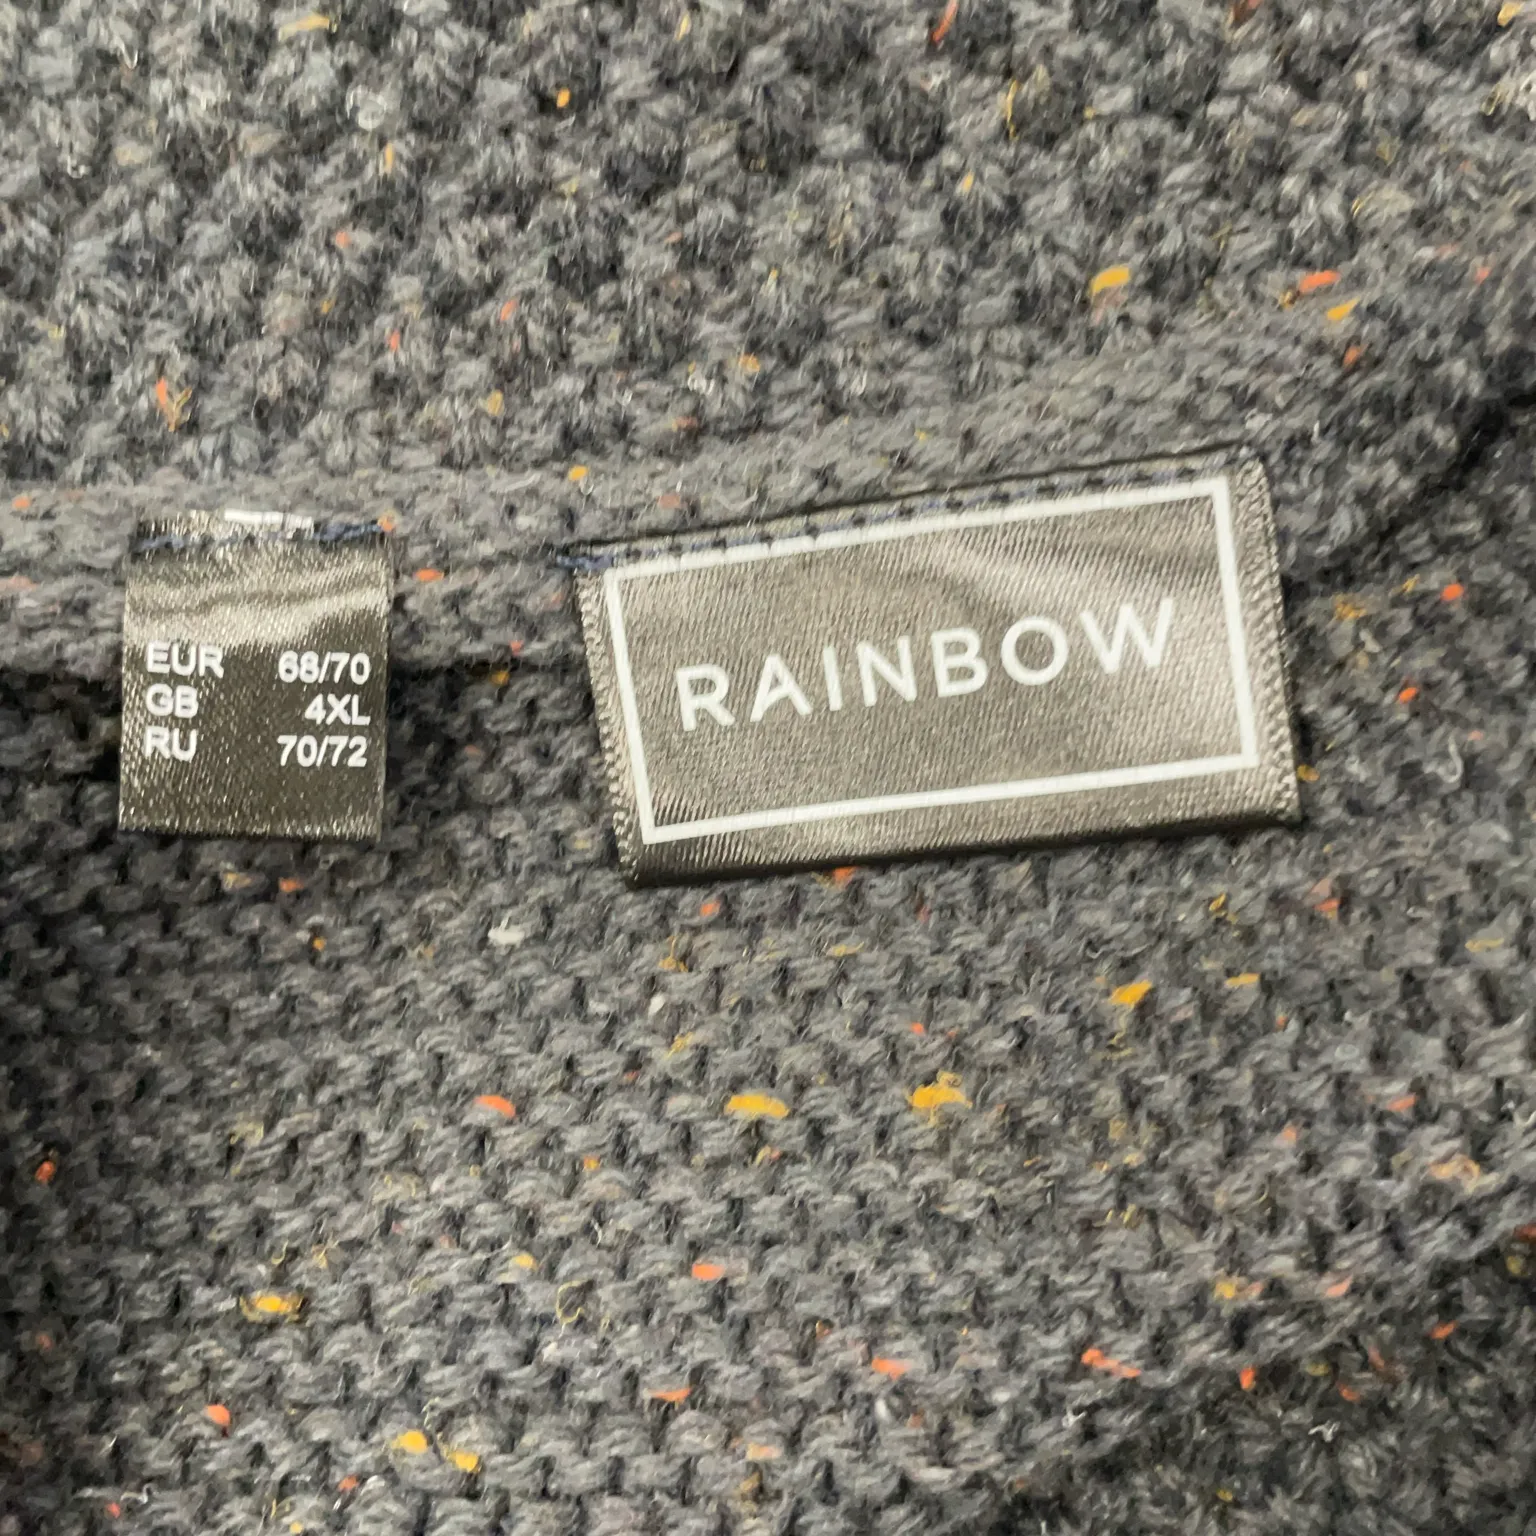 EUR 68/70
GB 4XL
RU 70/72
RAINBOW